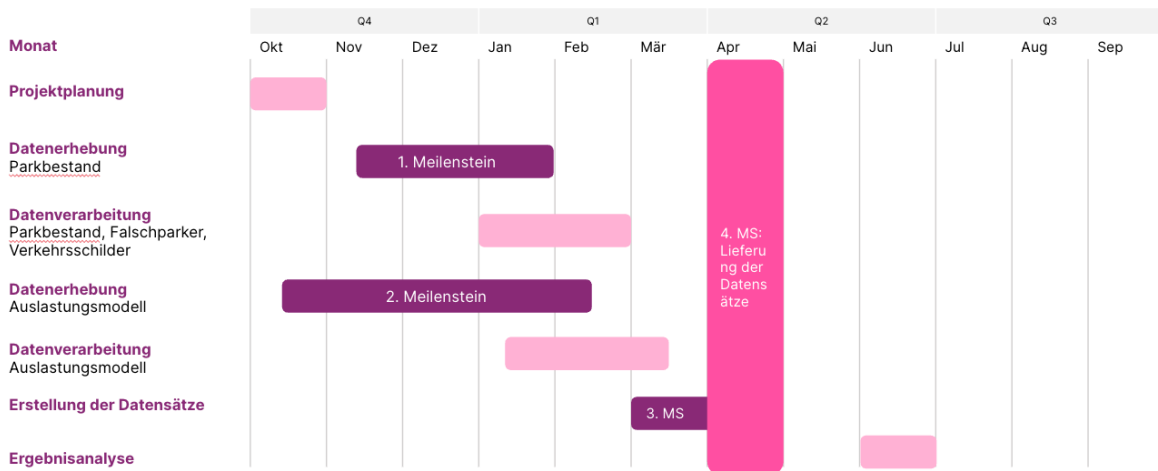 Q4 Q1 Q2 Q3
Monat Okt Nov Dez Jan Feb Mär Apr Mai Jun Jul Aug Sep
Projektplanung
Datenerhebung
Parkbestand
1. Meilenstein
Datenverarbeitung
Parkbestand, Falschparker,
Verkehrsschilder
4. MS:
Lieferu
ng der
Datens
ätze
Datenerhebung
Auslastungsmodell
2. Meilenstein
Datenverarbeitung
Auslastungsmodell
Erstellung der Datensätze
3. MS
Ergebnisanalyse